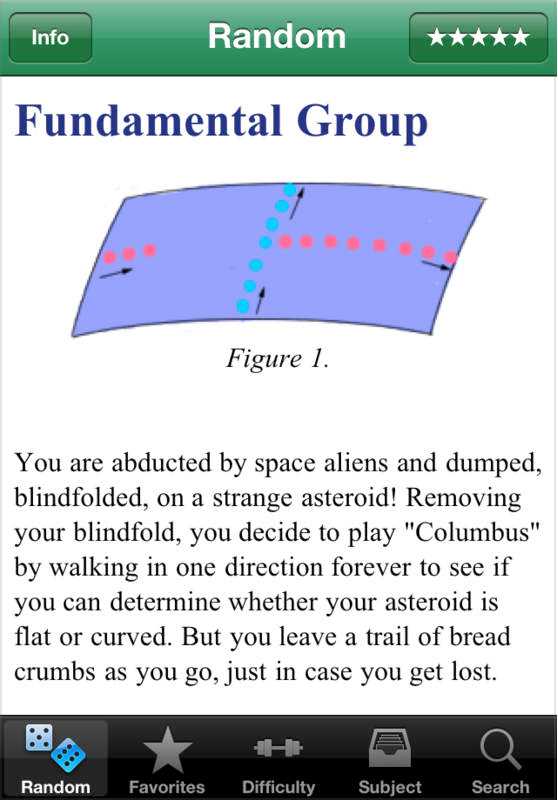 Info
Random
★★★★★
Fundamental Group
Figure 1.
You are abducted by space aliens and dumped,
blindfolded, on a strange asteroid! Removing
your blindfold, you decide to play "Columbus"
by walking in one direction forever to see if
you can determine whether your asteroid is
flat or curved. But you leave a trail of bread
crumbs as you go, just in case you get lost.
Random
Favorites
Difficulty
Subject
Search